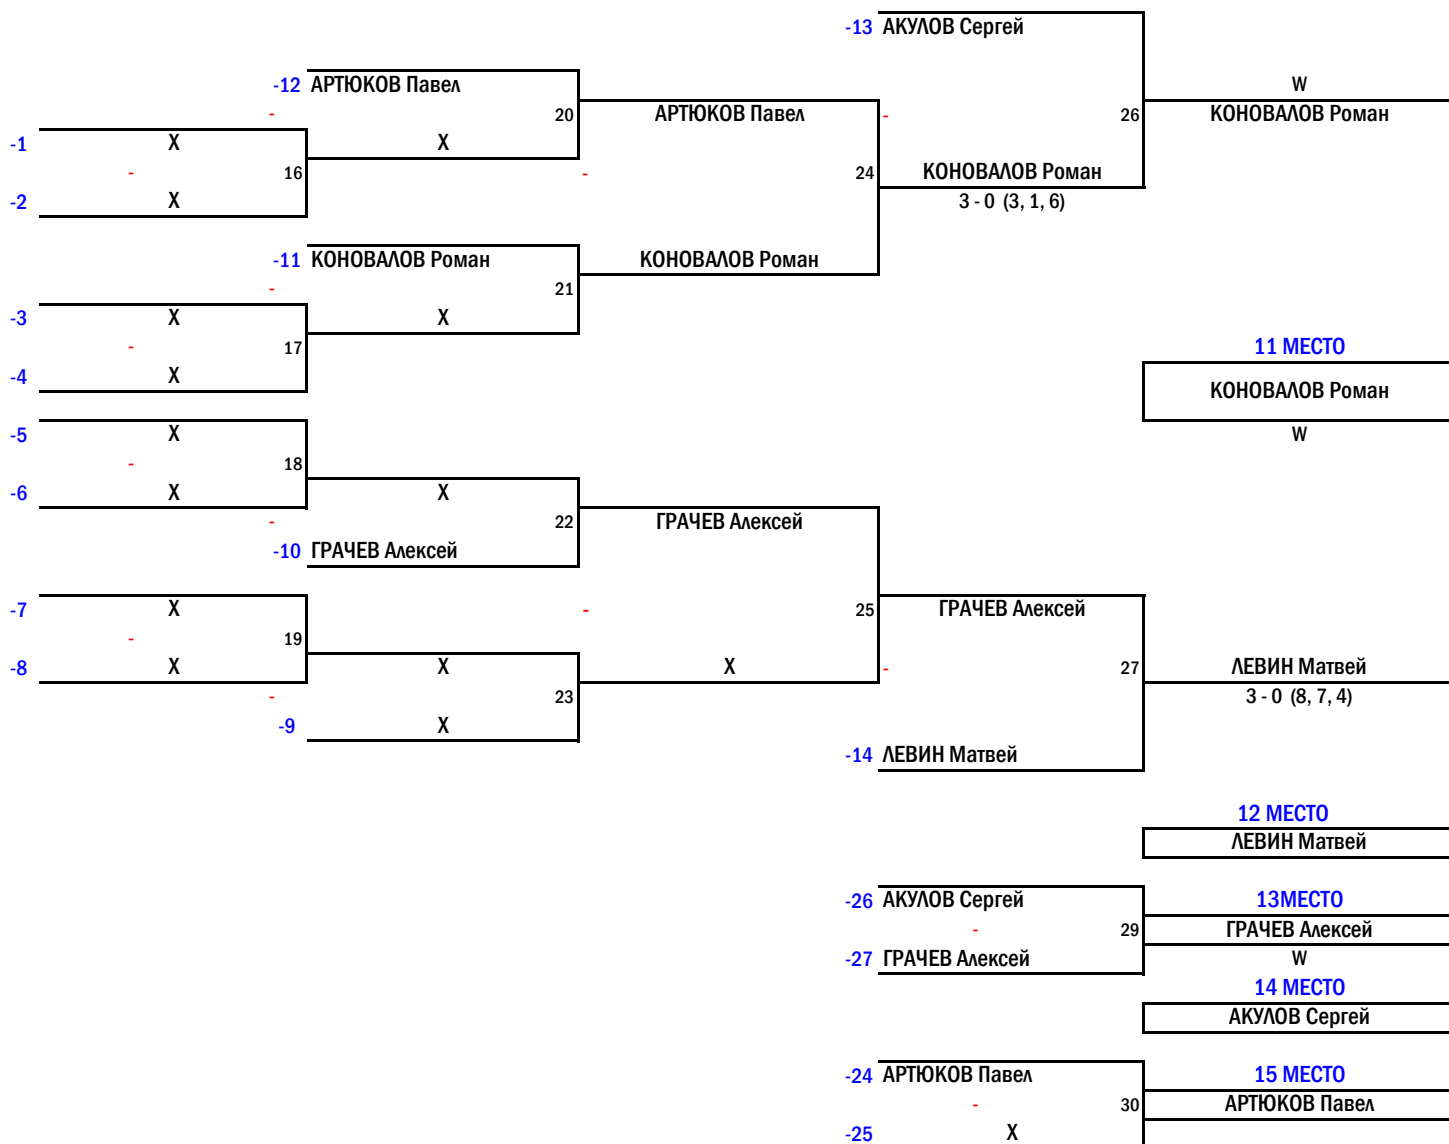 -13 АКУЛОВ Сергей
-12 АРТЮКОВ Павел W
- 20 АРТЮКОВ Павел - 26 КОНОВАЛОВ Роман
-1 X X
- 16 - 24 КОНОВАЛОВ Роман
-2 X 3 - 0 (3, 1, 6)
-11 КОНОВАЛОВ Роман КОНОВАЛОВ Роман
- 21
-3 X X
- 17 11 МЕСТО
-4 X КОНОВАЛОВ Роман
-5 X W
- 18
-6 X X
- 22 ГРАЧЕВ Алексей
-10 ГРАЧЕВ Алексей
-7 X - 25 ГРАЧЕВ Алексей
- 19
-8 X X X - 27 ЛЕВИН Матвей
- 23 3 - 0 (8, 7, 4)
-9 X
-14 ЛЕВИН Матвей
12 МЕСТО
ЛЕВИН Матвей
-26 АКУЛОВ Сергей 13МЕСТО
- 29 ГРАЧЕВ Алексей
-27 ГРАЧЕВ Алексей W
14 МЕСТО
АКУЛОВ Сергей
-24 АРТЮКОВ Павел 15 МЕСТО
- 30 АРТЮКОВ Павел
-25 X